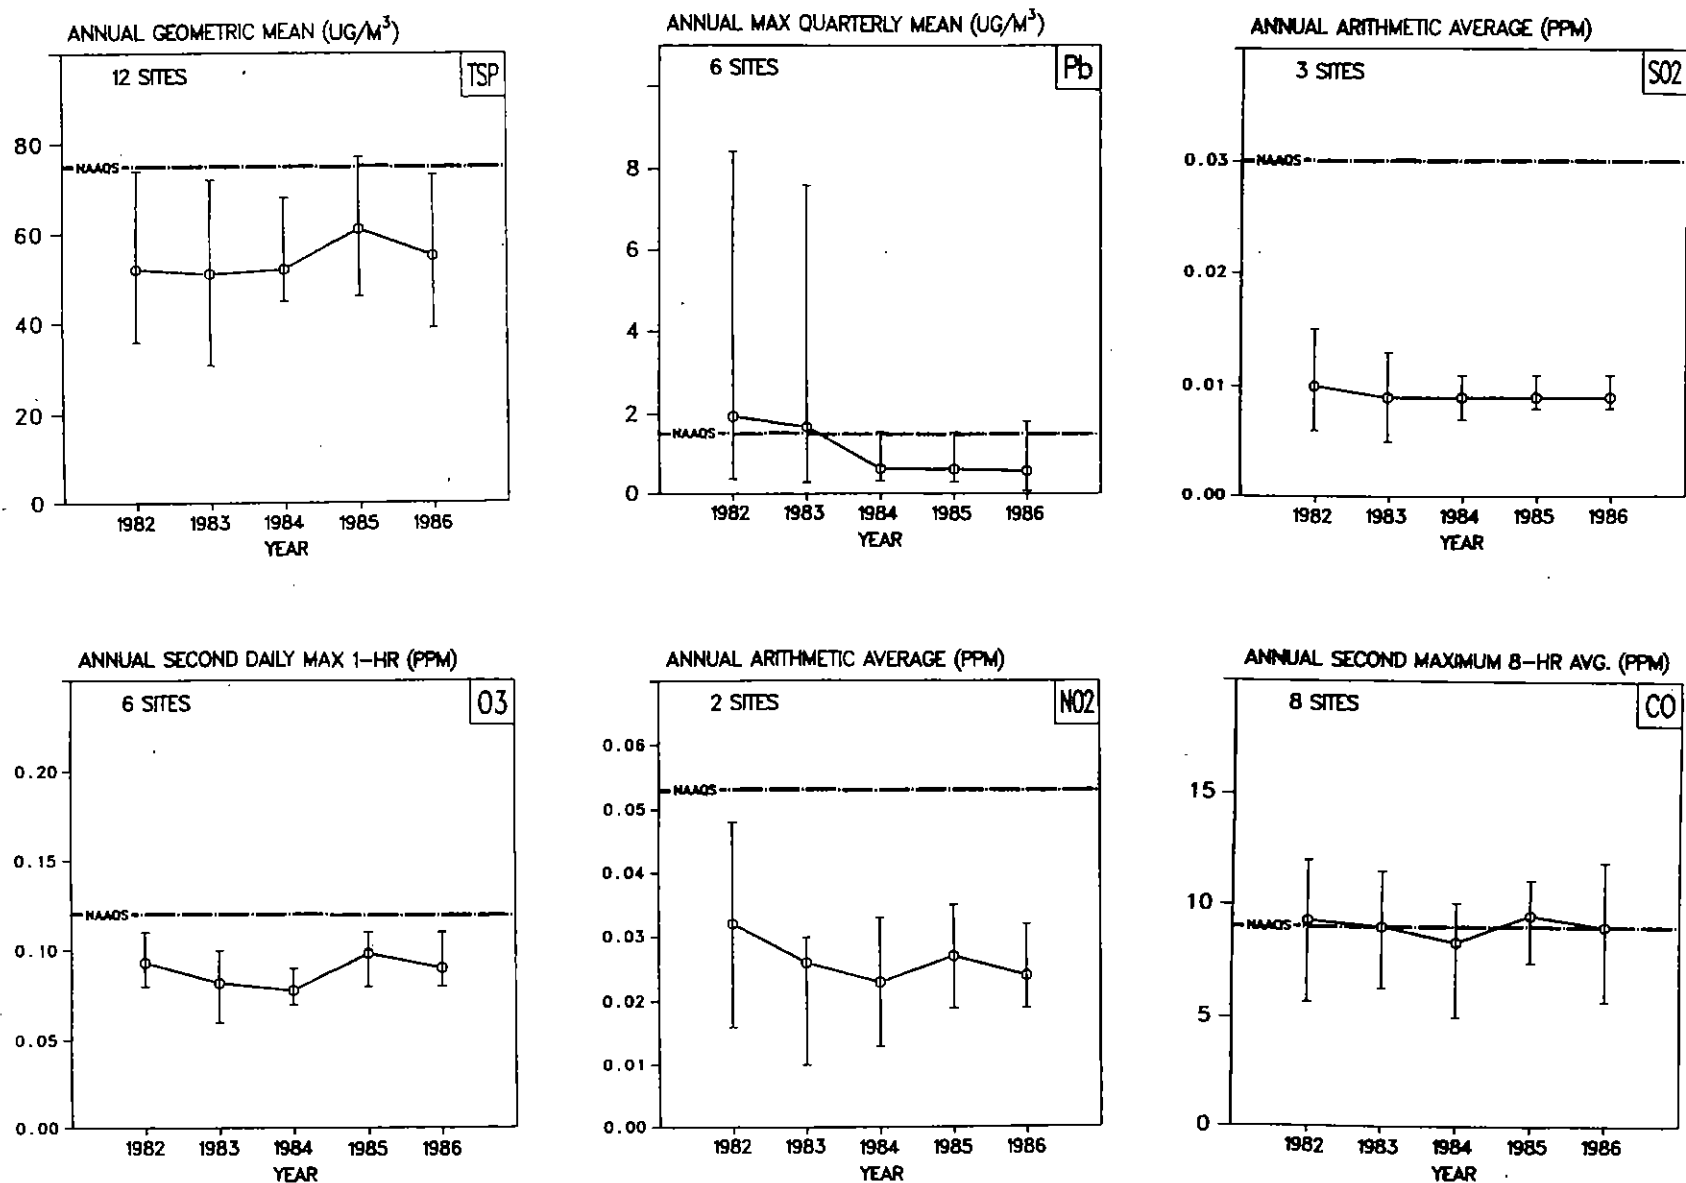 ANNUAL GEOMETRIC MEAN (UG/M³)
12 SITES
TSP
80
60
40
20
0
NAAQS
1982 1983 1984 1985 1986
YEAR
ANNUAL MAX QUARTERLY MEAN (UG/M³)
6 SITES
Pb
8
6
4
2
0
NAAQS
1982 1983 1984 1985 1986
YEAR
ANNUAL ARITHMETIC AVERAGE (PPM)
3 SITES
SO2
0.03
0.02
0.01
0.00
NAAQS
1982 1983 1984 1985 1986
YEAR
ANNUAL SECOND DAILY MAX 1-HR (PPM)
6 SITES
O3
0.20
0.15
0.10
0.05
0.00
NAAQS
1982 1983 1984 1985 1986
YEAR
ANNUAL ARITHMETIC AVERAGE (PPM)
2 SITES
NO2
0.06
0.05
0.04
0.03
0.02
0.01
0.00
NAAQS
1982 1983 1984 1985 1986
YEAR
ANNUAL SECOND MAXIMUM 8-HR AVG. (PPM)
8 SITES
CO
15
10
5
0
NAAQS
1982 1983 1984 1985 1986
YEAR